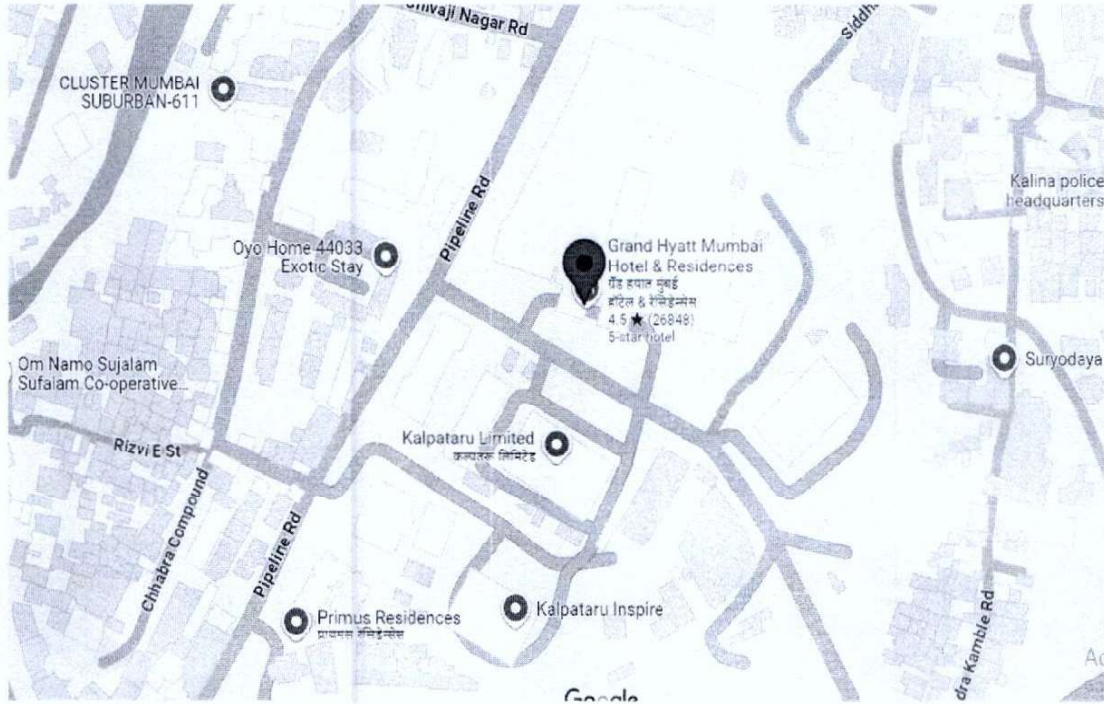 Shivaji Nagar Rd
CLUSTER MUMBAI
SUBURBAN-611
Kalina police
headquarters
Pipeline Rd
Oyo Home 44033
Exotic Stay
Grand Hyatt Mumbai
Hotel & Residences
ग्रँड हयात मुंबई
हॉटेल & रेसिडेन्सेस
4.5 ★ (26848)
5-star hotel
Om Namo Sujalam
Sufalam Co-operative...
Suryodaya
Rizvi E St
Kalpataru Limited
कल्पतरू लिमिटेड
Chhabra Compound
Pipeline Rd
Primus Residences
प्रायमस रेसिडेन्सेस
Kalpataru Inspire
dra Kamble Rd
Google